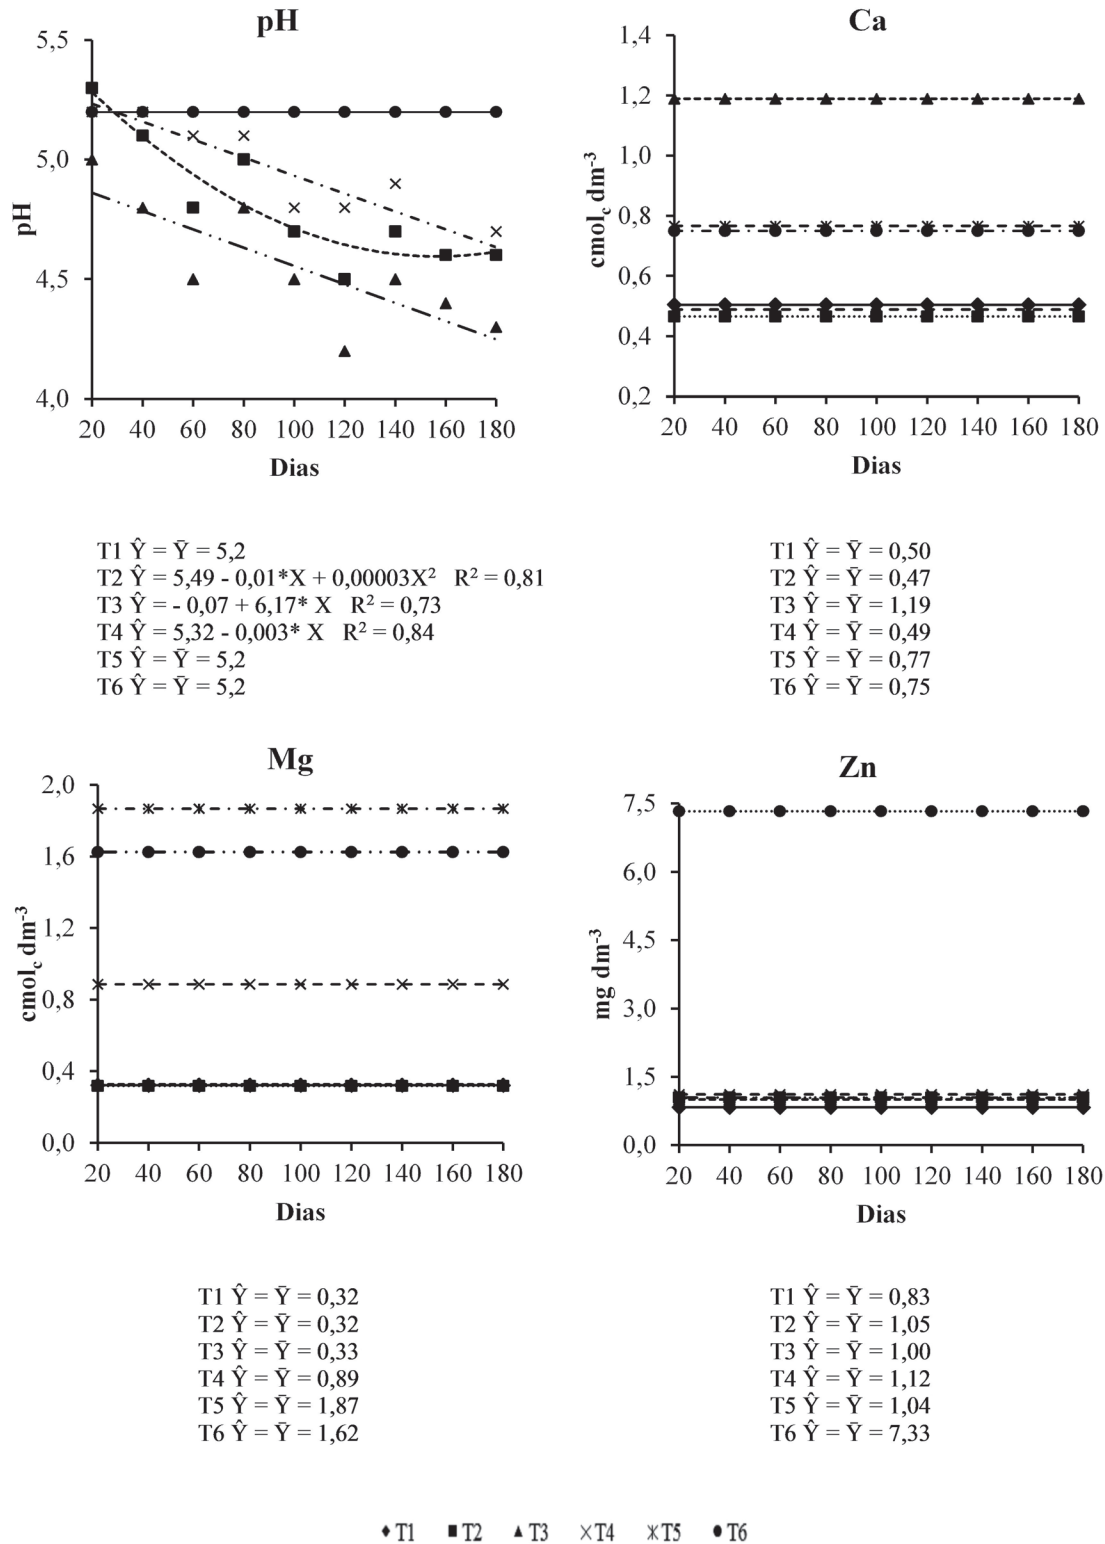 pH
5,5
5,0
4,5
4,0
pH
20 40 60 80 100 120 140 160 180
Dias
Ca
1,4
1,2
1,0
0,8
0,6
0,4
0,2
cmolc dm-3
20 40 60 80 100 120 140 160 180
Dias
T1 Ŷ = Ȳ = 5,2
T2 Ŷ = 5,49 - 0,01*X + 0,00003X² R² = 0,81
T3 Ŷ = - 0,07 + 6,17* X R² = 0,73
T4 Ŷ = 5,32 - 0,003* X R² = 0,84
T5 Ŷ = Ȳ = 5,2
T6 Ŷ = Ȳ = 5,2
T1 Ŷ = Ȳ = 0,50
T2 Ŷ = Ȳ = 0,47
T3 Ŷ = Ȳ = 1,19
T4 Ŷ = Ȳ = 0,49
T5 Ŷ = Ȳ = 0,77
T6 Ŷ = Ȳ = 0,75
Mg
2,0
1,6
1,2
0,8
0,4
0,0
cmolc dm-3
20 40 60 80 100 120 140 160 180
Dias
Zn
7,5
6,0
4,5
3,0
1,5
0,0
mg dm-3
20 40 60 80 100 120 140 160 180
Dias
T1 Ŷ = Ȳ = 0,32
T2 Ŷ = Ȳ = 0,32
T3 Ŷ = Ȳ = 0,33
T4 Ŷ = Ȳ = 0,89
T5 Ŷ = Ȳ = 1,87
T6 Ŷ = Ȳ = 1,62
T1 Ŷ = Ȳ = 0,83
T2 Ŷ = Ȳ = 1,05
T3 Ŷ = Ȳ = 1,00
T4 Ŷ = Ȳ = 1,12
T5 Ŷ = Ȳ = 1,04
T6 Ŷ = Ȳ = 7,33
T1 T2 T3 T4 T5 T6